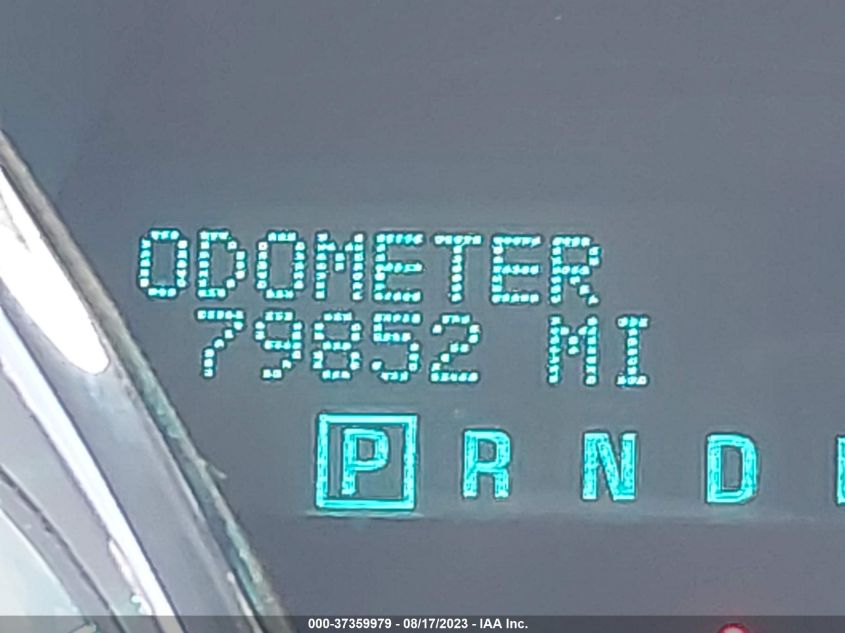 ODOMETER
79852 MI
P R N D
000-37359979 - 08/17/2023 - IAA Inc.